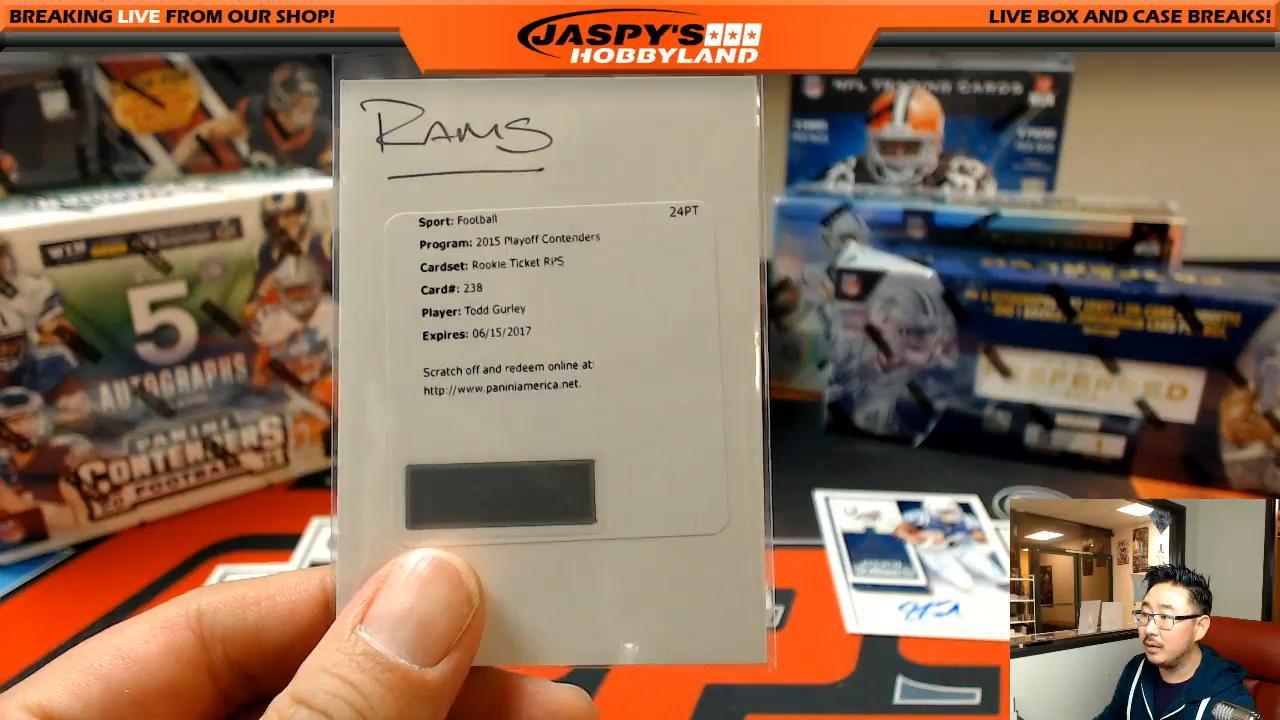 BREAKING LIVE FROM OUR SHOP!
JASPY'S
HOBBYLAND
LIVE BOX AND CASE BREAKS!
RAMS
24PT
Sport: Football
Program: 2015 Playoff Contenders
Cardset: Rookie Ticket RPS
Card#: 238
Player: Todd Gurley
Expires: 06/15/2017
Scratch off and redeem online at:
http://www.paniniamerica.net.
NFL TRADING CARDS
5
AUTOGRAPHS
PANINI
CONTENDERS
FOOTBALL